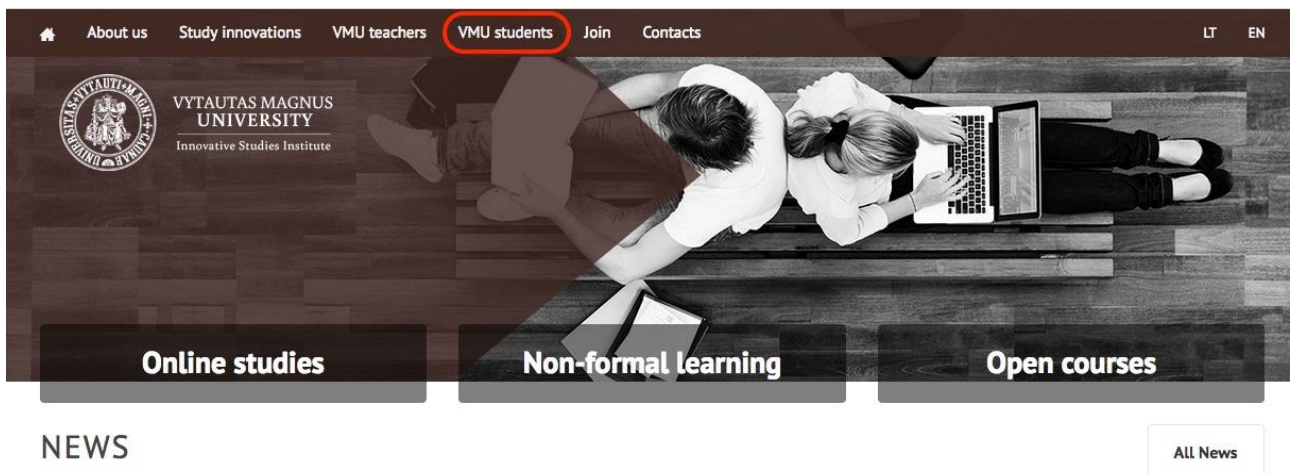 About us Study innovations VMU teachers VMU students Join Contacts LT EN
VYTAUTAS MAGNUS
UNIVERSITY
Innovative Studies Institute
Online studies Non-formal learning Open courses
NEWS
All News